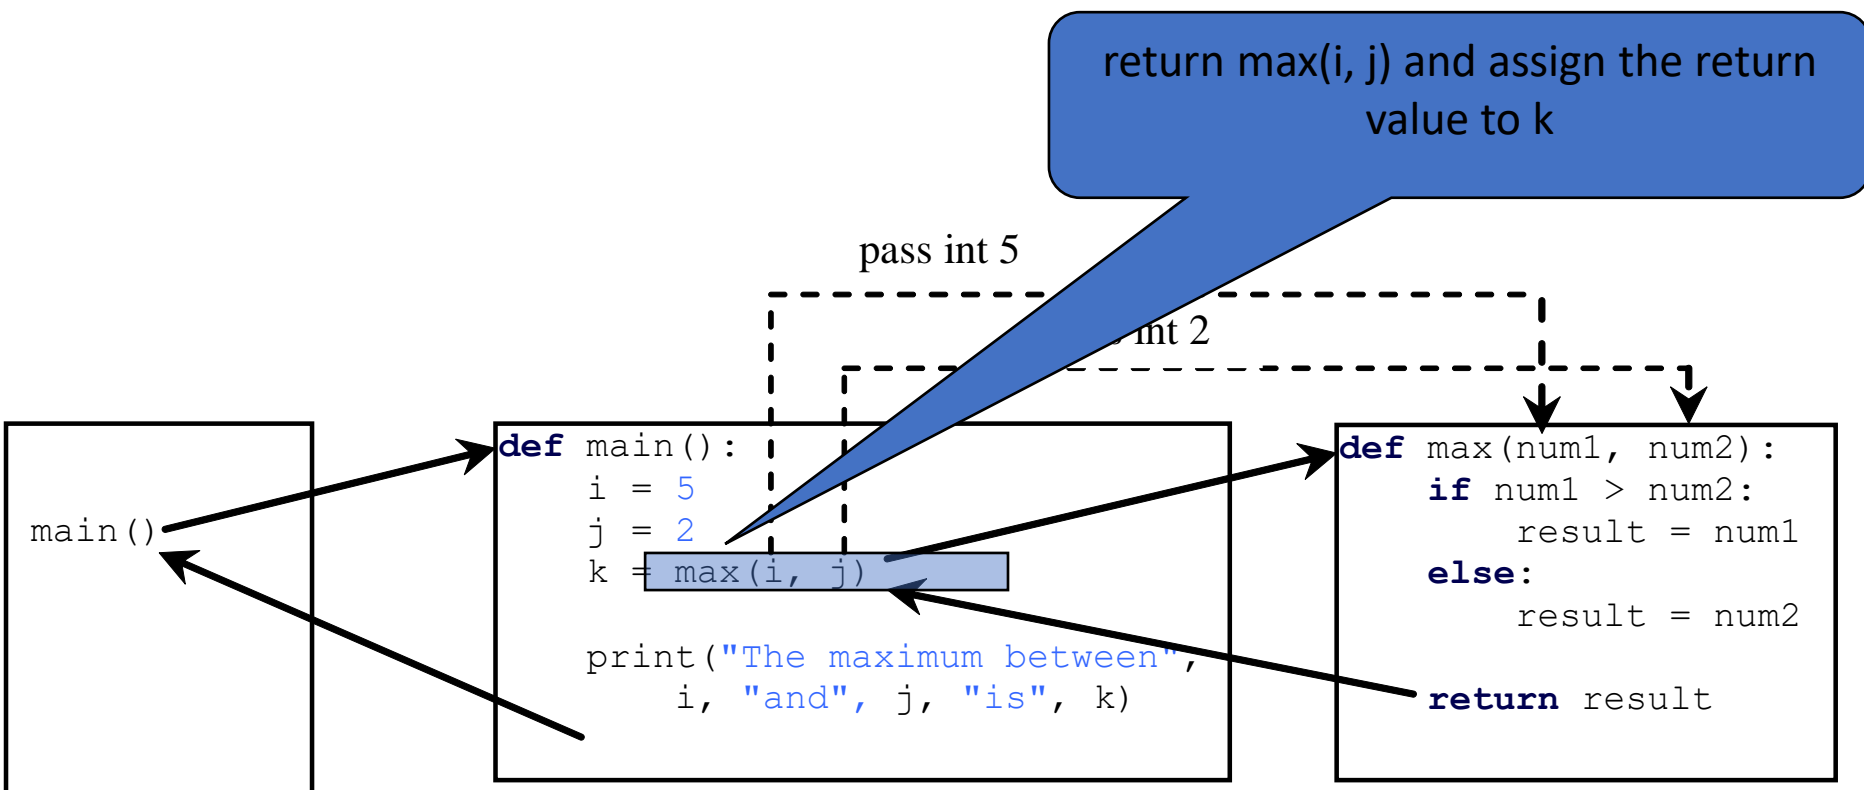 return max(i, j) and assign the return
value to k
pass int 5
int 2
main()
def main():
    i = 5
    j = 2
    k = max(i, j)
    print("The maximum between",
        i, "and", j, "is", k)
def max(num1, num2):
    if num1 > num2:
        result = num1
    else:
        result = num2
    return result